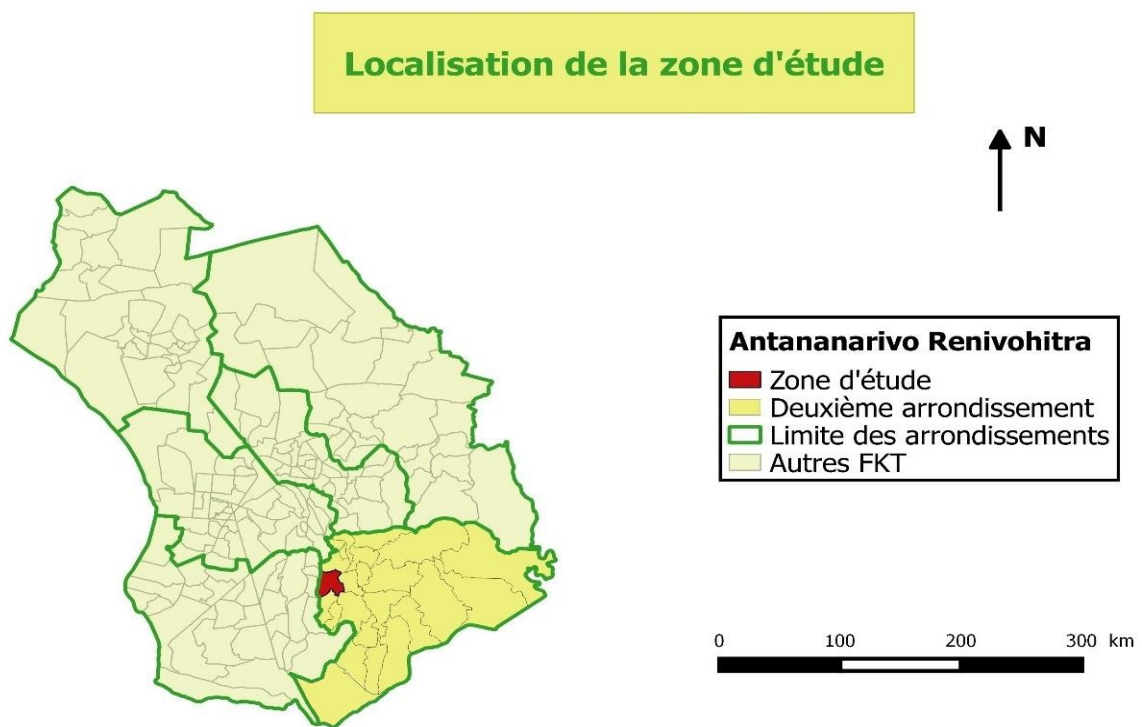 Localisation de la zone d'étude
N
Antananarivo Renivohitra
Zone d'étude
Deuxième arrondissement
Limite des arrondissements
Autres FKT
0 100 200 300 km